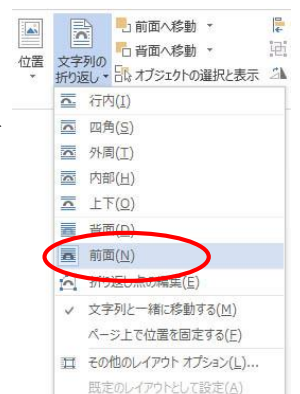 前面へ移動
背面へ移動
オブジェクトの選択と表示
位置
文字列の
折り返し
行内(I)
四角(S)
外周(T)
内部(H)
上下(O)
背面(D)
前面(N)
折り返し点の編集(E)
✓ 文字列と一緒に移動する(M)
ページ上で位置を固定する(F)
その他のレイアウト オプション(L)...
既定のレイアウトとして設定(A)